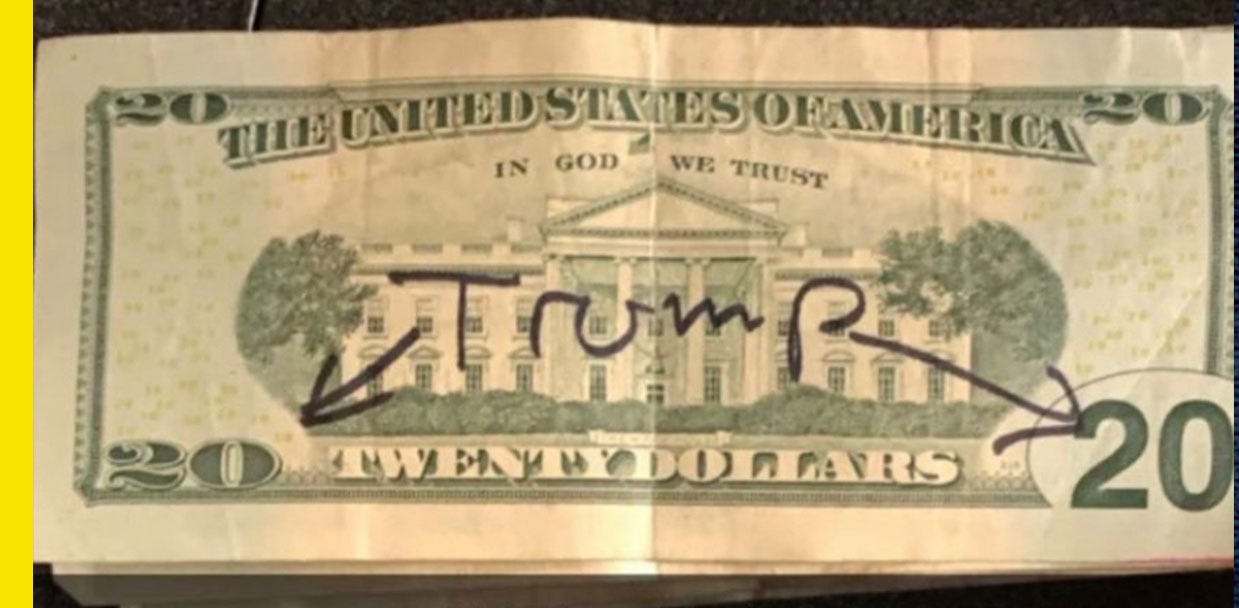 20 20
THE UNITED STATES OF AMERICA
IN GOD WE TRUST
Trump
20 TWENTY DOLLARS 20